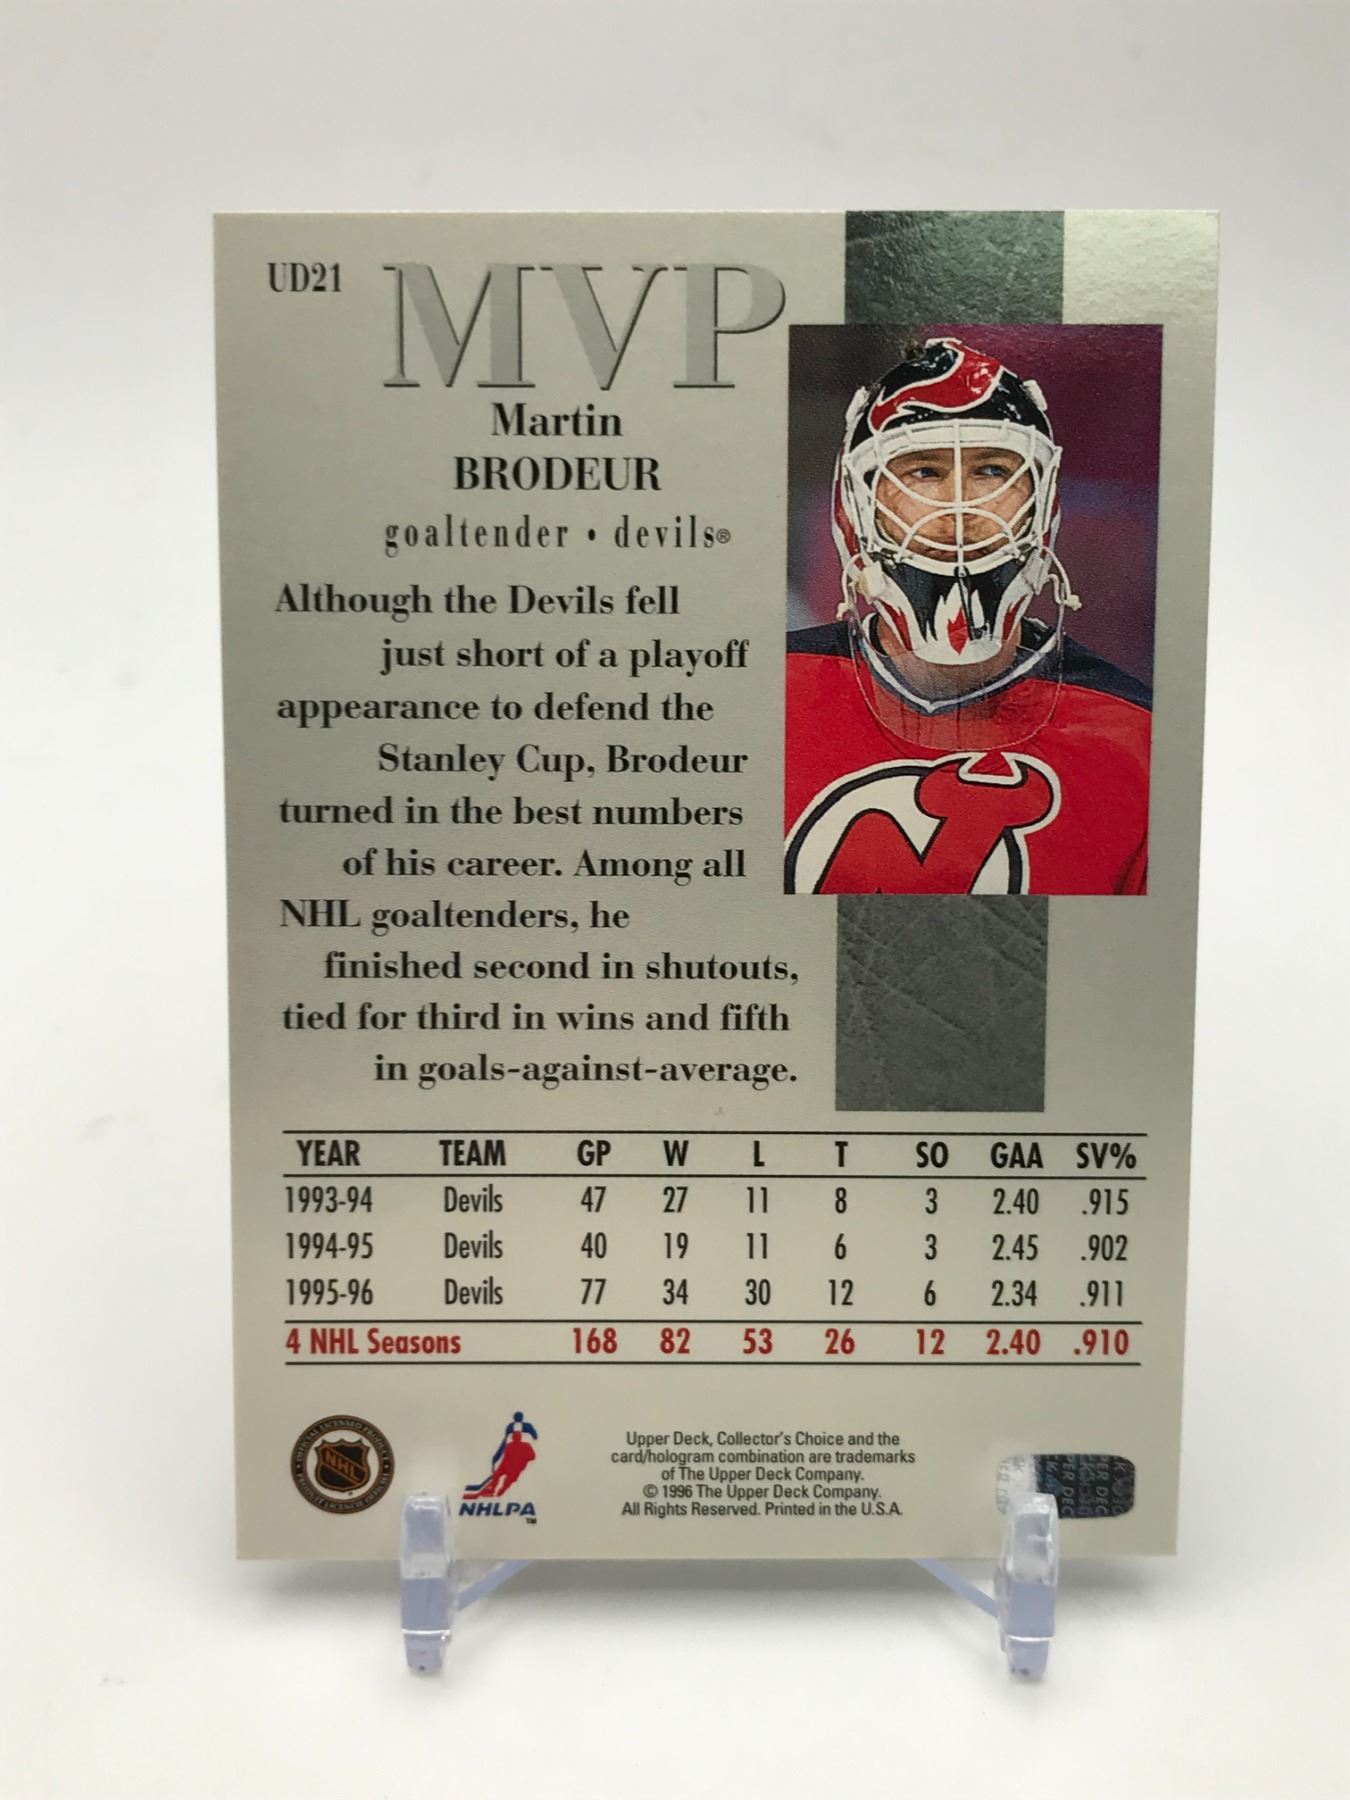 UD21
MVP
Martin
BRODEUR
goaltender • devils®
Although the Devils fell
just short of a playoff
appearance to defend the
Stanley Cup, Brodeur
turned in the best numbers
of his career. Among all
NHL goaltenders, he
finished second in shutouts,
tied for third in wins and fifth
in goals-against-average.
YEAR TEAM GP W L T SO GAA SV%
1993-94 Devils 47 27 11 8 3 2.40 .915
1994-95 Devils 40 19 11 6 3 2.45 .902
1995-96 Devils 77 34 30 12 6 2.34 .911
4 NHL Seasons 168 82 53 26 12 2.40 .910
NHL
NHLPA
TM
Upper Deck, Collector's Choice and the
card/hologram combination are trademarks
of The Upper Deck Company.
© 1996 The Upper Deck Company.
All Rights Reserved. Printed in the U.S.A.